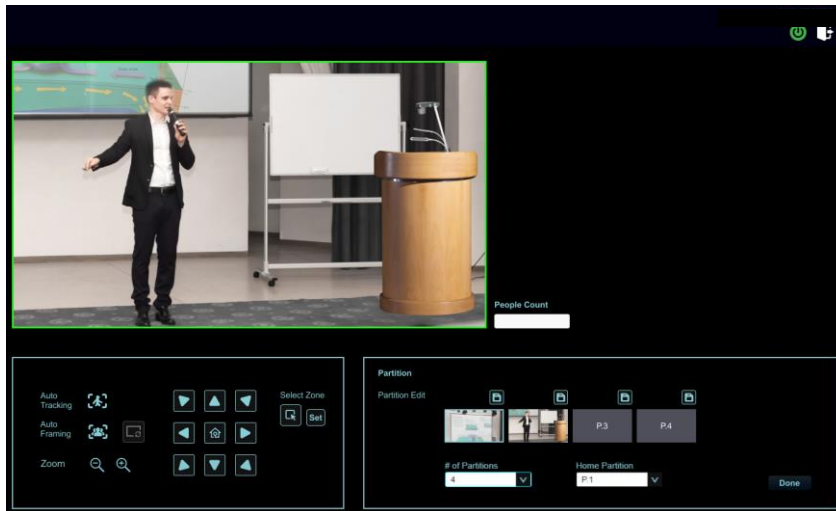 People Count
Auto
Tracking
Auto
Framing
Zoom
Select Zone
Set
Partition
Partition Edit
P.3
P.4
# of Partitions
4
Home Partition
P.1
Done